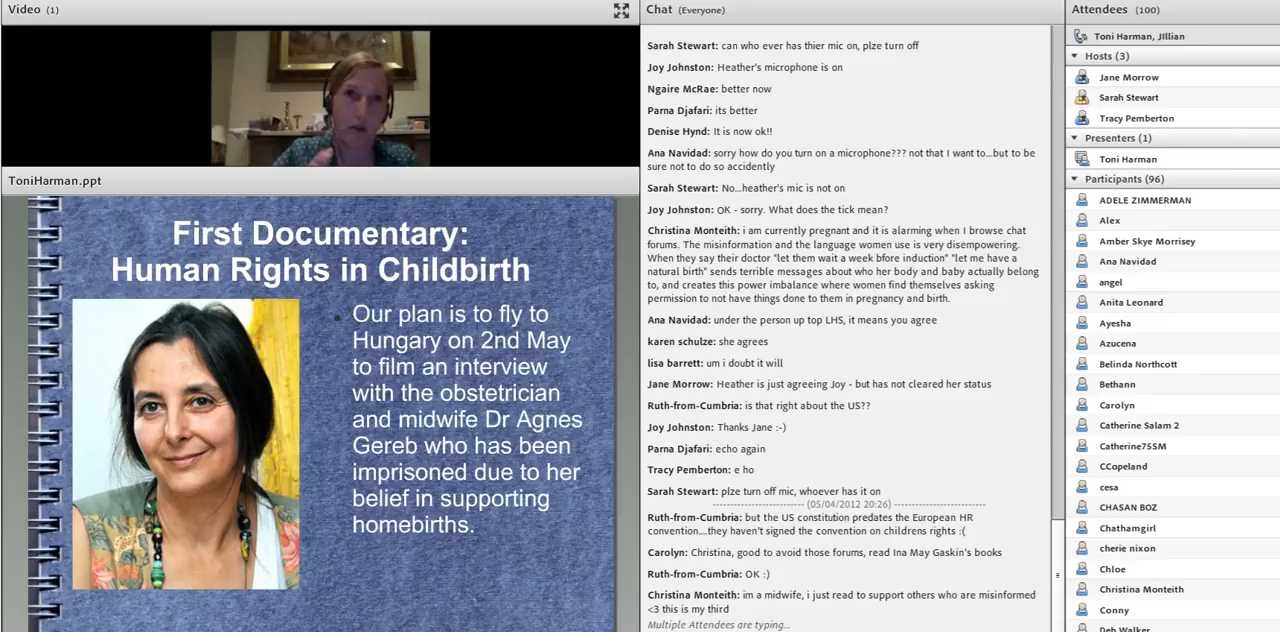 Video (1)
ToniHarman.ppt
First Documentary:
Human Rights in Childbirth
Our plan is to fly to
Hungary on 2nd May
to film an interview
with the obstetrician
and midwife Dr Agnes
Gereb who has been
imprisoned due to her
belief in supporting
homebirths.
Chat (Everyone)
Sarah Stewart: can who ever has thier mic on, plze turn off
Joy Johnston: Heather's microphone is on
Ngaire McRae: better now
Parna Djafari: its better
Denise Hynd: It is now ok!!
Ana Navidad: sorry how do you turn on a microphone??? not that I want to...but to be
sure not to do so accidently
Sarah Stewart: No...heather's mic is not on
Joy Johnston: OK - sorry. What does the tick mean?
Christina Monteith: i am currently pregnant and it is alarming when I browse chat
forums. The misinformation and the language women use is very disempowering.
When they say their doctor "let them wait a week bfore induction" "let me have a
natural birth" sends terrible messages about who her body and baby actually belong
to, and creates this power imbalance where women find themselves asking
permission to not have things done to them in pregnancy and birth.
Ana Navidad: under the person up top LHS, it means you agree
karen schulze: she agrees
lisa barrett: um i doubt it will
Jane Morrow: Heather is just agreeing Joy - but has not cleared her status
Ruth-from-Cumbria: is that right about the US??
Joy Johnston: Thanks Jane :-)
Parna Djafari: echo again
Tracy Pemberton: e ho
Sarah Stewart: plze turn off mic, whoever has it on
------------------------ (05/04/2012 20:26) ------------------------
Ruth-from-Cumbria: but the US constitution predates the European HR
convention....they haven't signed the convention on childrens rights :(
Carolyn: Christina, good to avoid those forums, read Ina May Gaskin's books
Ruth-from-Cumbria: OK :)
Christina Monteith: im a midwife, i just read to support others who are misinformed
<3 this is my third
Multiple Attendees are typing...
Attendees (100)
Toni Harman, JIllian
Hosts (3)
Jane Morrow
Sarah Stewart
Tracy Pemberton
Presenters (1)
Toni Harman
Participants (96)
ADELE ZIMMERMAN
Alex
Amber Skye Morrisey
Ana Navidad
angel
Anita Leonard
Ayesha
Azucena
Belinda Northcott
Bethann
Carolyn
Catherine Salam 2
Catherine75SM
CCopeland
cesa
CHASAN BOZ
Chathamgirl
cherie nixon
Chloe
Christina Monteith
Conny
Deb Walker